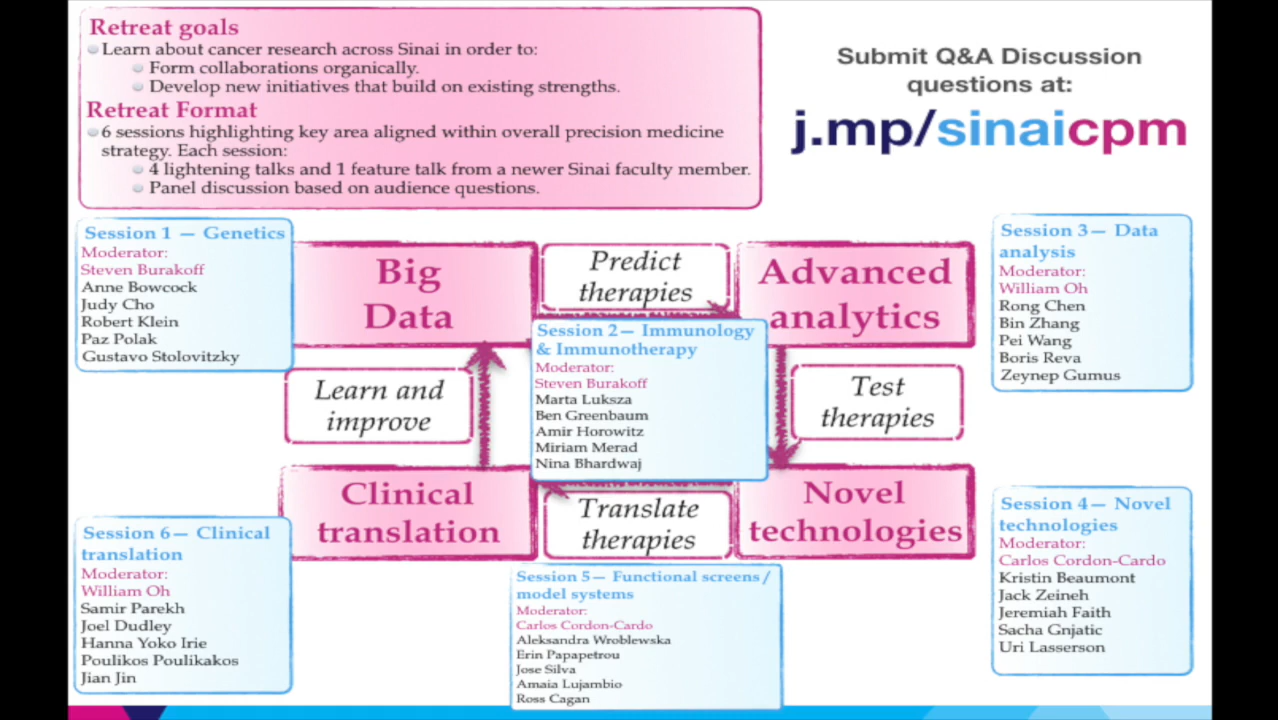 Retreat goals
Learn about cancer research across Sinai in order to:
Form collaborations organically.
Develop new initiatives that build on existing strengths.
Retreat Format
6 sessions highlighting key area aligned within overall precision medicine
strategy. Each session:
4 lightening talks and 1 feature talk from a newer Sinai faculty member.
Panel discussion based on audience questions.
Submit Q&A Discussion
questions at:
j.mp/sinaicpm
Session 1 — Genetics
Moderator:
Steven Burakoff
Anne Bowcock
Judy Cho
Robert Klein
Paz Polak
Gustavo Stolovitzky
Big
Data
Predict
therapies
Advanced
analytics
Session 3— Data
analysis
Moderator:
William Oh
Rong Chen
Bin Zhang
Pei Wang
Boris Reva
Zeynep Gumus
Session 2— Immunology
& Immunotherapy
Moderator:
Steven Burakoff
Marta Luksza
Ben Greenbaum
Amir Horowitz
Miriam Merad
Nina Bhardwaj
Learn and
improve
Test
therapies
Clinical
translation
Translate
therapies
Novel
technologies
Session 4— Novel
technologies
Moderator:
Carlos Cordon-Cardo
Kristin Beaumont
Jack Zeineh
Jeremiah Faith
Sacha Gnjatic
Uri Lasserson
Session 6— Clinical
translation
Moderator:
William Oh
Samir Parekh
Joel Dudley
Hanna Yoko Irie
Poulikos Poulikakos
Jian Jin
Session 5— Functional screens/
model systems
Moderator:
Carlos Cordon-Cardo
Aleksandra Wroblewska
Erin Papapetrou
Jose Silva
Amaia Lujambio
Ross Cagan